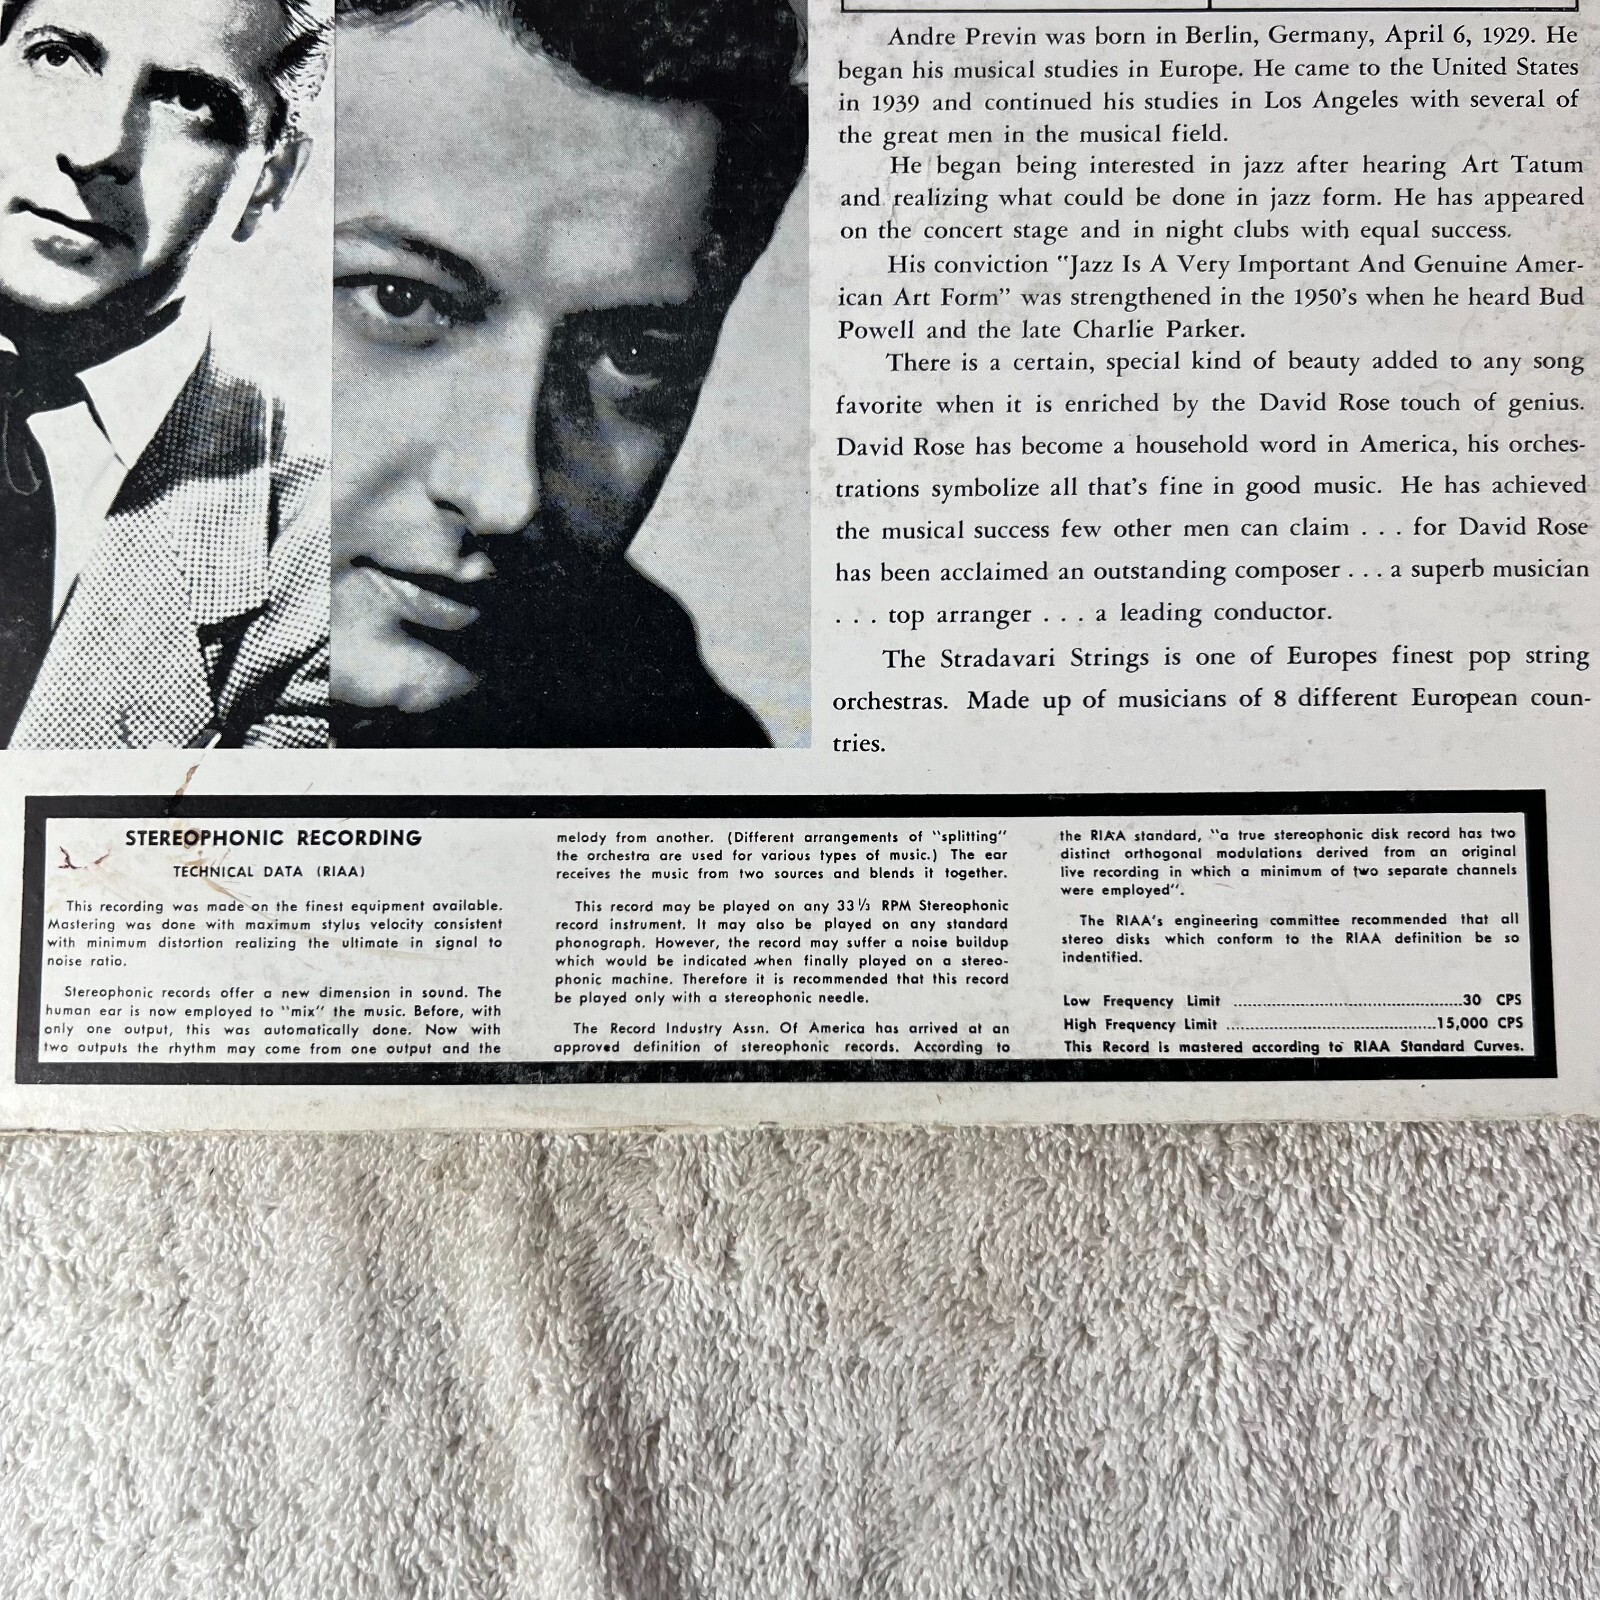 Andre Previn was born in Berlin, Germany, April 6, 1929. He
began his musical studies in Europe. He came to the United States
in 1939 and continued his studies in Los Angeles with several of
the great men in the musical field.
He began being interested in jazz after hearing Art Tatum
and realizing what could be done in jazz form. He has appeared
on the concert stage and in night clubs with equal success.
His conviction "Jazz Is A Very Important And Genuine Amer-
ican Art Form" was strengthened in the 1950's when he heard Bud
Powell and the late Charlie Parker.
There is a certain, special kind of beauty added to any song
favorite when it is enriched by the David Rose touch of genius.
David Rose has become a household word in America, his orches-
trations symbolize all that's fine in good music. He has achieved
the musical success few other men can claim . . . for David Rose
has been acclaimed an outstanding composer . . . a superb musician
. . . top arranger . . . a leading conductor.
The Stradavari Strings is one of Europes finest pop string
orchestras. Made up of musicians of 8 different European coun-
tries.
STEREOPHONIC RECORDING
TECHNICAL DATA (RIAA)
This recording was made on the finest equipment available.
Mastering was done with maximum stylus velocity consistent
with minimum distortion realizing the ultimate in signal to
noise ratio.
Stereophonic records offer a new dimension in sound. The
human ear is now employed to "mix" the music. Before, with
only one output, this was automatically done. Now with
two outputs the rhythm may come from one output and the
melody from another. (Different arrangements of "splitting"
the orchestra are used for various types of music.) The ear
receives the music from two sources and blends it together.
This record may be played on any 33 1/3 RPM Stereophonic
record instrument. It may also be played on any standard
phonograph. However, the record may suffer a noise buildup
which would be indicated when finally played on a stereo-
phonic machine. Therefore it is recommended that this record
be played only with a stereophonic needle.
The Record Industry Assn. Of America has arrived at an
approved definition of stereophonic records. According to
the RIAA standard, "a true stereophonic disk record has two
distinct orthogonal modulations derived from an original
live recording in which a minimum of two separate channels
were employed".
The RIAA's engineering committee recommended that all
stereo disks which conform to the RIAA definition be so
indentified.
Low Frequency Limit ........................................30 CPS
High Frequency Limit ....................................15,000 CPS
This Record is mastered according to RIAA Standard Curves.